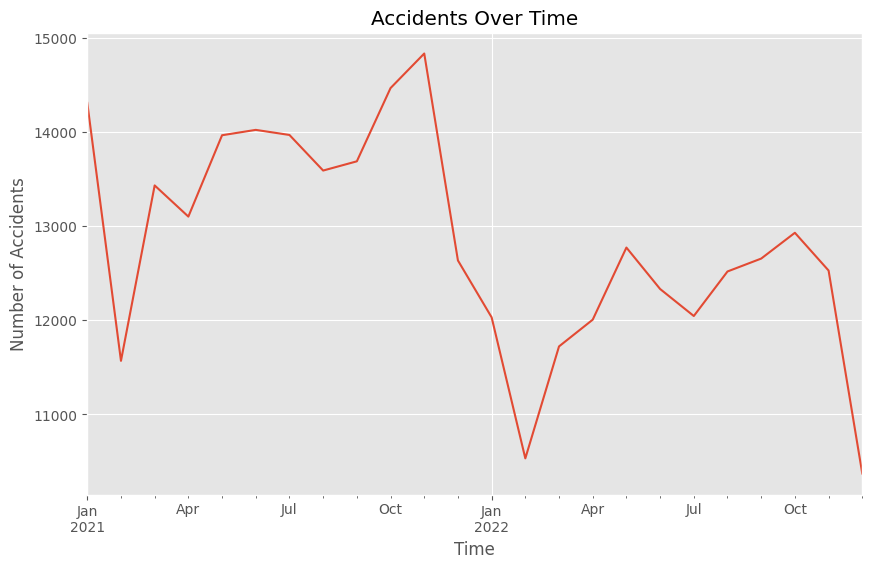 Accidents Over Time
15000
14000
13000
12000
11000
Number of Accidents
Jan Apr Jul Oct Jan Apr Jul Oct
2021 2022
Time